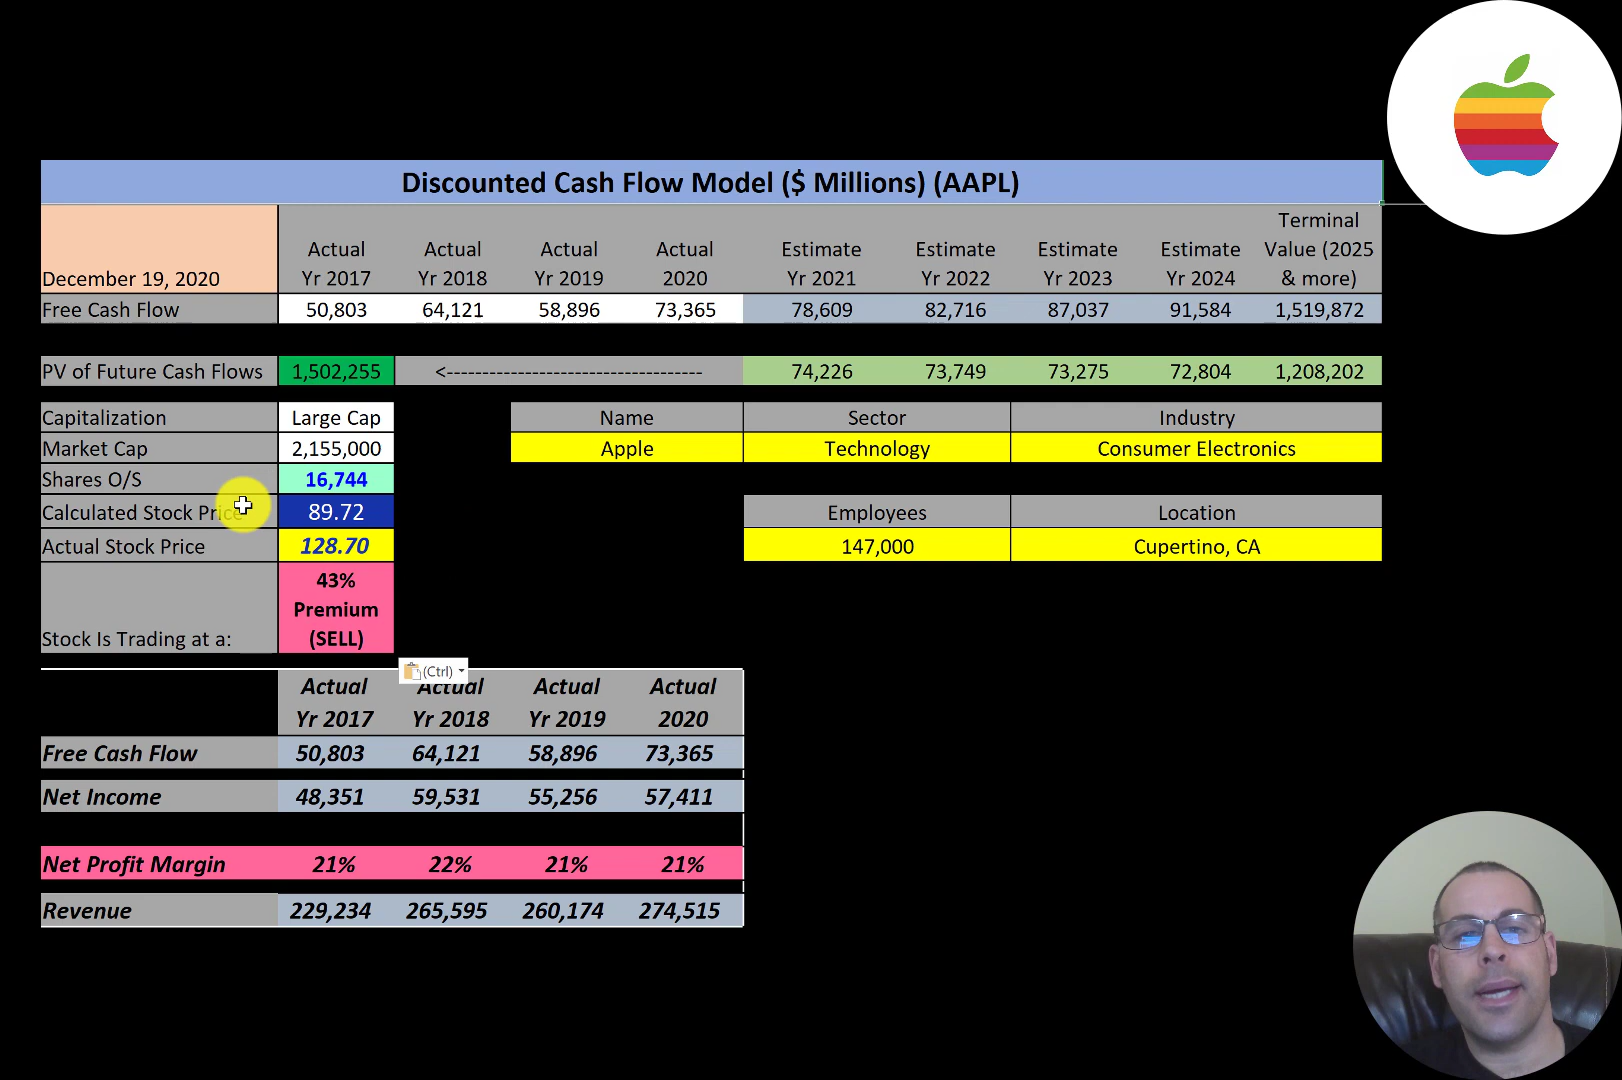 Discounted Cash Flow Model ($ Millions) (AAPL)
December 19, 2020 Actual Yr 2017 Actual Yr 2018 Actual Yr 2019 Actual 2020 Estimate Yr 2021 Estimate Yr 2022 Estimate Yr 2023 Estimate Yr 2024 Terminal Value (2025 & more)
Free Cash Flow 50,803 64,121 58,896 73,365 78,609 82,716 87,037 91,584 1,519,872
PV of Future Cash Flows 1,502,255 <----------------------------------- 74,226 73,749 73,275 72,804 1,208,202
Capitalization Large Cap Name Sector Industry
Market Cap 2,155,000 Apple Technology Consumer Electronics
Shares O/S 16,744
Calculated Stock Price 89.72 Employees Location
Actual Stock Price 128.70 147,000 Cupertino, CA
Stock Is Trading at a: 43% Premium (SELL)
(Ctrl)
Actual Yr 2017 Actual Yr 2018 Actual Yr 2019 Actual 2020
Free Cash Flow 50,803 64,121 58,896 73,365
Net Income 48,351 59,531 55,256 57,411
Net Profit Margin 21% 22% 21% 21%
Revenue 229,234 265,595 260,174 274,515